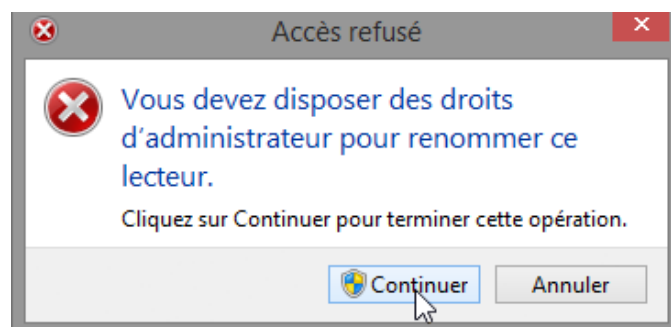 Accès refusé
Vous devez disposer des droits
d'administrateur pour renommer ce
lecteur.
Cliquez sur Continuer pour terminer cette opération.
Continuer
Annuler